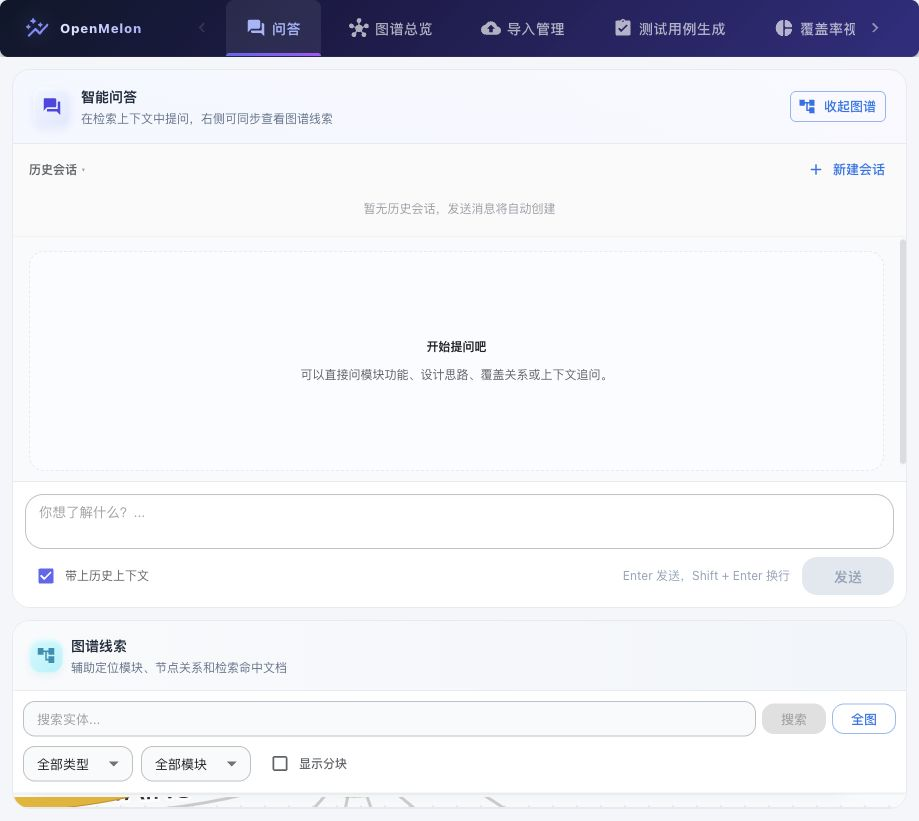 OpenMelon
问答
图谱总览
导入管理
测试用例生成
覆盖率视
智能问答
在检索上下文中提问，右侧可同步查看图谱线索
收起图谱
历史会话 ·
+ 新建会话
暂无历史会话，发送消息将自动创建
开始提问吧
可以直接问模块功能、设计思路、覆盖关系或上下文追问。
你想了解什么？...
带上历史上下文
Enter 发送，Shift + Enter 换行
发送
图谱线索
辅助定位模块、节点关系和检索命中文档
搜索实体...
搜索
全图
全部类型
全部模块
显示分块